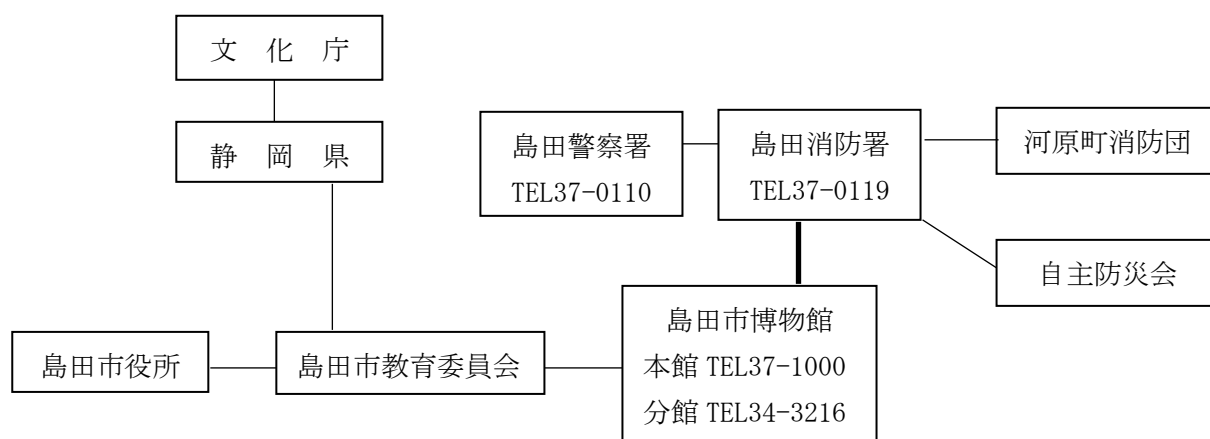 文　化　庁
静　岡　県
島田警察署
TEL37-0110
島田消防署
TEL37-0119
河原町消防団
自主防災会
島田市博物館
本館 TEL37-1000
分館 TEL34-3216
島田市役所
島田市教育委員会